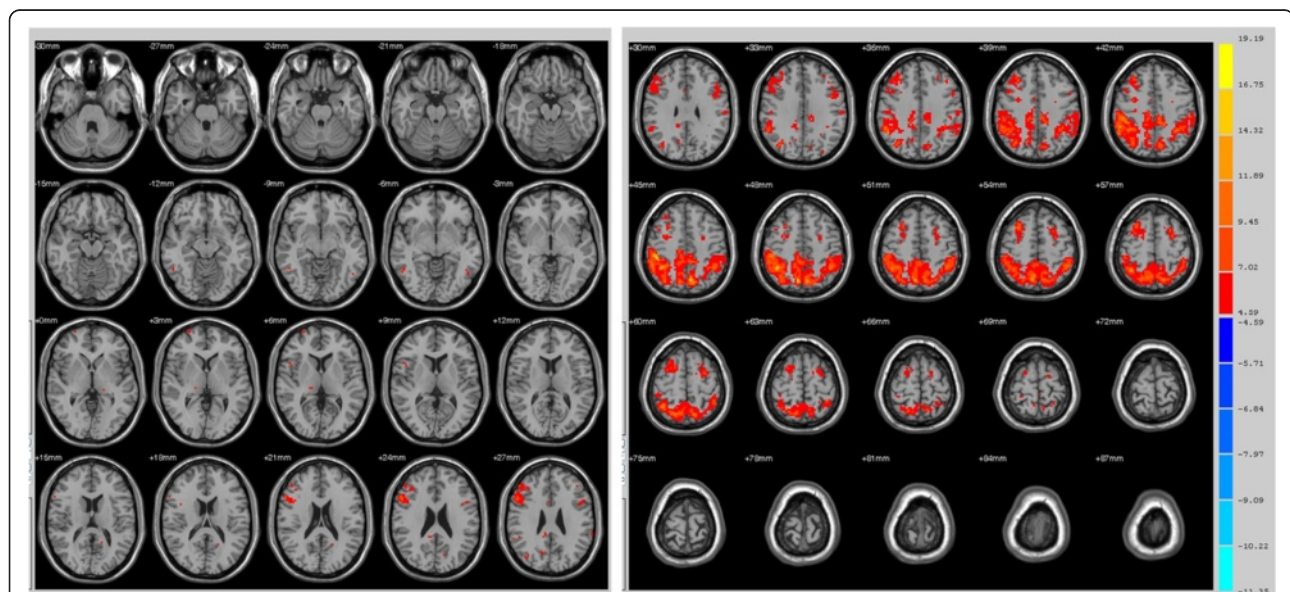 -30mm -27mm -24mm -21mm -18mm
-15mm -12mm -9mm -6mm -3mm
+0mm +3mm +6mm +9mm +12mm
+15mm +18mm +21mm +24mm +27mm
+30mm +33mm +36mm +39mm +42mm
+45mm +48mm +51mm +54mm +57mm
+60mm +63mm +66mm +69mm +72mm
+75mm +78mm +81mm +84mm +87mm
19.19
16.75
14.32
11.89
9.45
7.02
4.59
-4.59
-5.71
-6.84
-7.97
-9.09
-10.22
-11.35